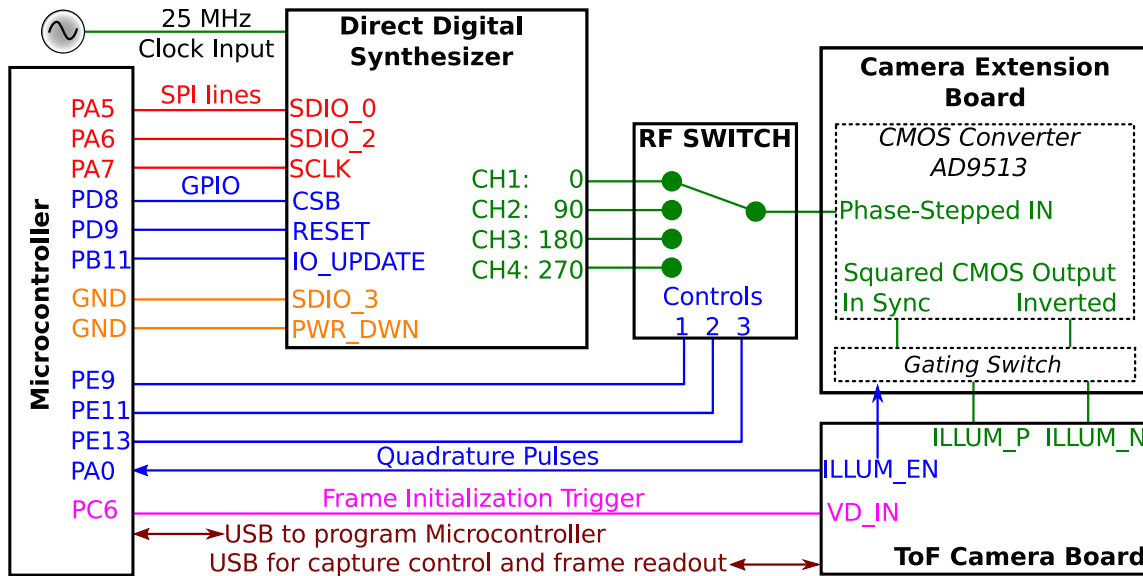 25 MHz
Clock Input
Direct Digital
Synthesizer
Microcontroller
PA5
PA6
PA7
PD8
PD9
PB11
GND
GND
PE9
PE11
PE13
PA0
PC6
SPI lines
GPIO
SDIO_0
SDIO_2
SCLK
CSB
RESET
IO_UPDATE
SDIO_3
PWR_DWN
CH1: 0
CH2: 90
CH3: 180
CH4: 270
RF SWITCH
Controls
1 2 3
Camera Extension
Board
CMOS Converter
AD9513
Phase-Stepped IN
Squared CMOS Output
In Sync Inverted
Gating Switch
ILLUM_P ILLUM_N
Quadrature Pulses
ILLUM_EN
Frame Initialization Trigger
VD_IN
USB to program Microcontroller
USB for capture control and frame readout
ToF Camera Board